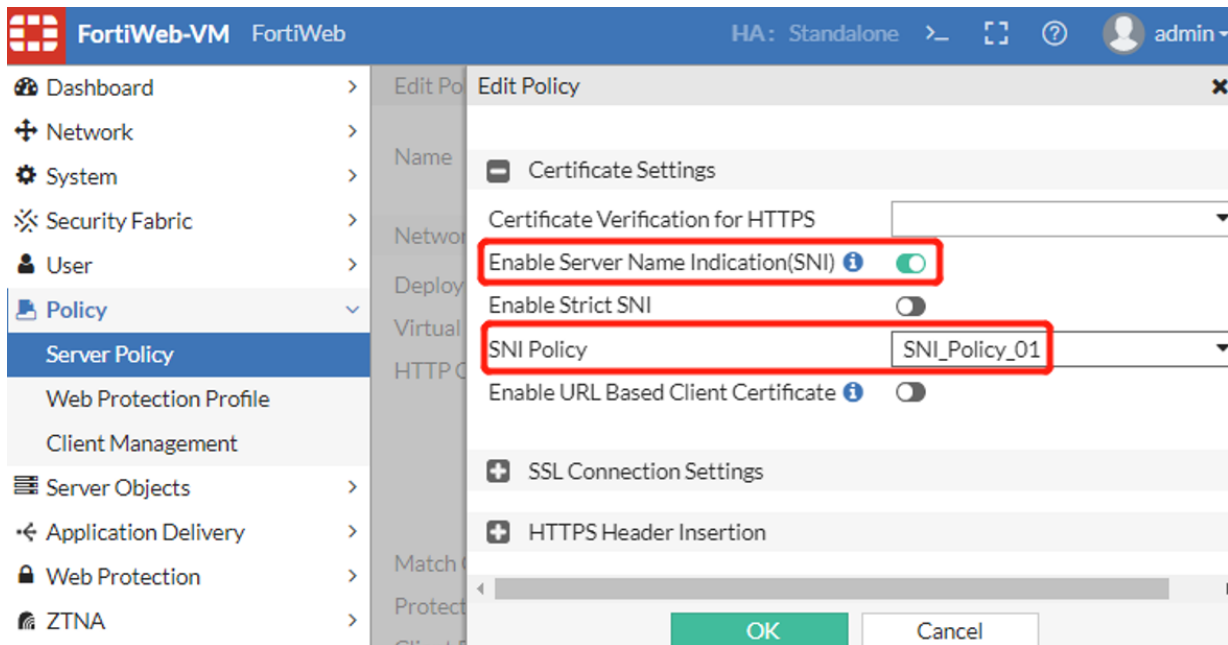 FortiWeb-VM FortiWeb HA: Standalone >_ admin
Dashboard
Network
System
Security Fabric
User
Policy
Server Policy
Web Protection Profile
Client Management
Server Objects
Application Delivery
Web Protection
ZTNA
Edit Po
Name
Networ
Deploy
Virtual
HTTP C
Match
Protect
Edit Policy
Certificate Settings
Certificate Verification for HTTPS
Enable Server Name Indication(SNI)
Enable Strict SNI
SNI Policy SNI_Policy_01
Enable URL Based Client Certificate
SSL Connection Settings
HTTPS Header Insertion
OK Cancel